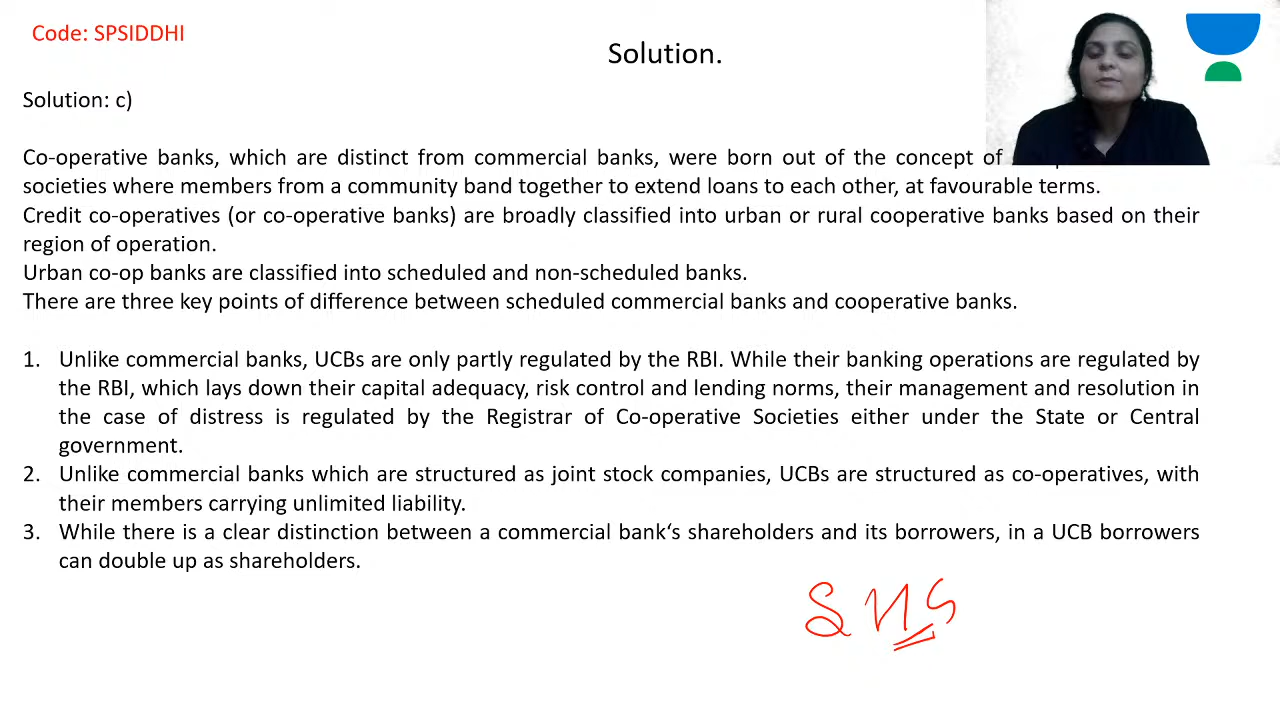 Code: SPSIDDHI
Solution.
Solution: c)
Co-operative banks, which are distinct from commercial banks, were born out of the concept of
societies where members from a community band together to extend loans to each other, at favourable terms.
Credit co-operatives (or co-operative banks) are broadly classified into urban or rural cooperative banks based on their
region of operation.
Urban co-op banks are classified into scheduled and non-scheduled banks.
There are three key points of difference between scheduled commercial banks and cooperative banks.
1. Unlike commercial banks, UCBs are only partly regulated by the RBI. While their banking operations are regulated by
the RBI, which lays down their capital adequacy, risk control and lending norms, their management and resolution in
the case of distress is regulated by the Registrar of Co-operative Societies either under the State or Central
government.
2. Unlike commercial banks which are structured as joint stock companies, UCBs are structured as co-operatives, with
their members carrying unlimited liability.
3. While there is a clear distinction between a commercial bank‘s shareholders and its borrowers, in a UCB borrowers
can double up as shareholders.